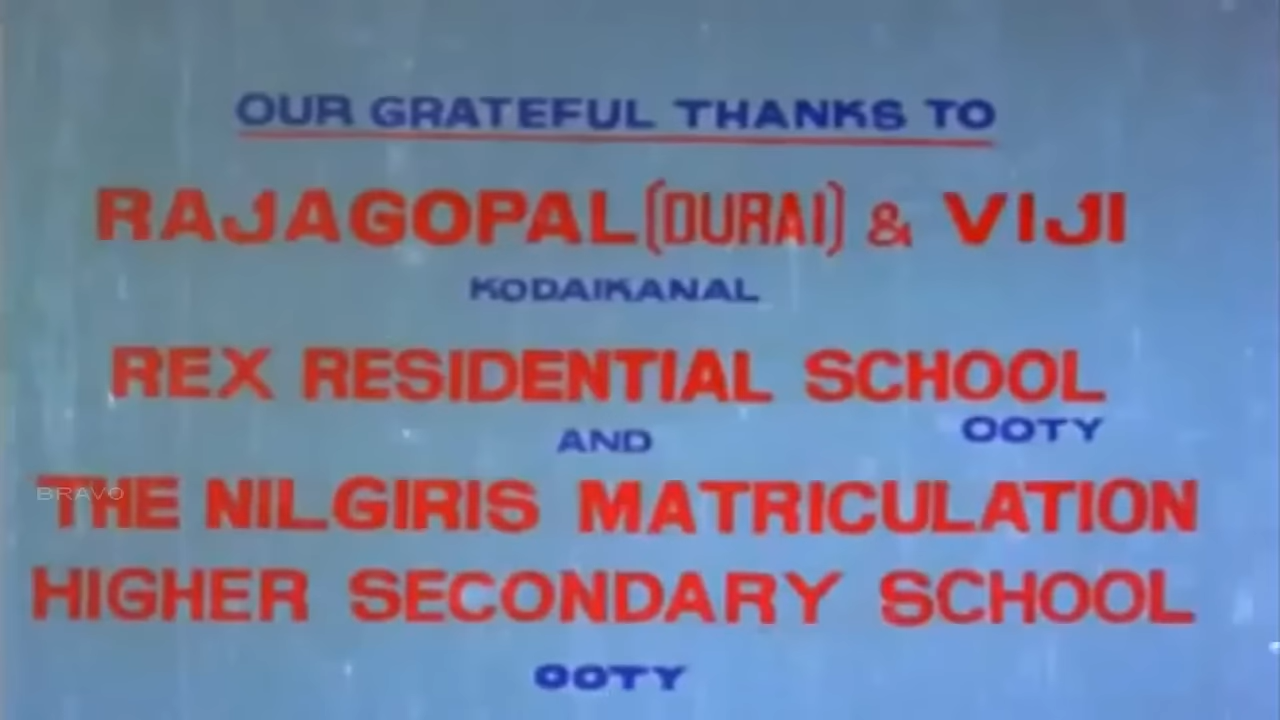 OUR GRATEFUL THANKS TO
RAJAGOPAL (DURAI) & VIJI
KODAIKANAL
REX RESIDENTIAL SCHOOL
OOTY
AND
BRAVO
THE NILGIRIS MATRICULATION
HIGHER SECONDARY SCHOOL
OOTY